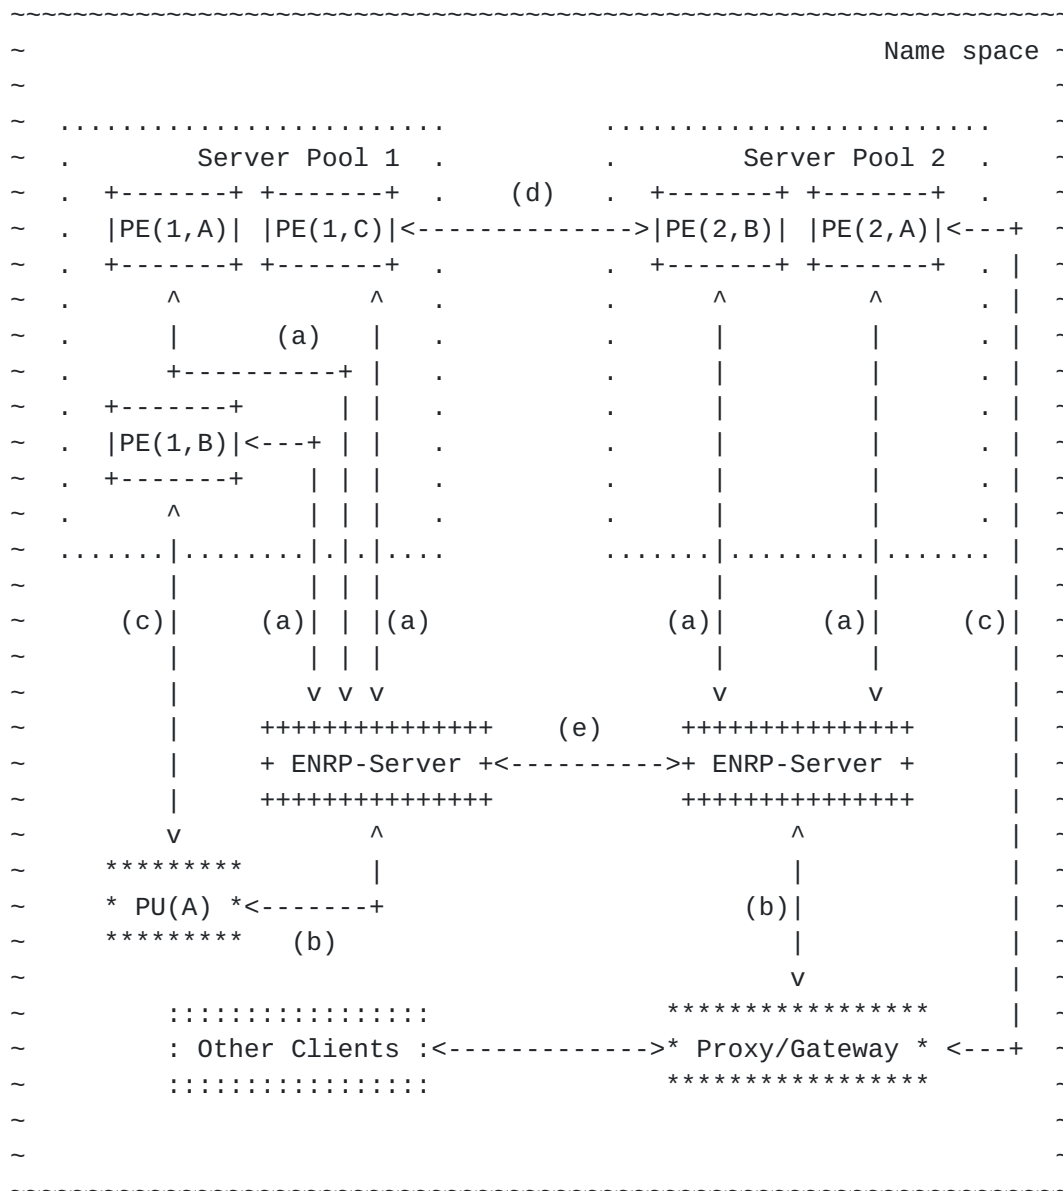 ~~~~~~~~~~~~~~~~~~~~~~~~~~~~~~~~~~~~~~~~~~~~~~~~~~~~~~~~~~~~~~~~~~~~
~                                                       Name space ~
~                                                                  ~
~  .........................          .........................    ~
~  .        Server Pool 1  .          .        Server Pool 2  .    ~
~  .  +-------+ +-------+  .    (d)   .  +-------+ +-------+  .    ~
~  .  |PE(1,A)| |PE(1,C)|<-------------->|PE(2,B)| |PE(2,A)|<---+  ~
~  .  +-------+ +-------+  .          .  +-------+ +-------+  . |  ~
~  .      ^            ^   .          .      ^         ^      . |  ~
~  .      |      (a)   |   .          .      |         |      . |  ~
~  .      +----------+ |   .          .      |         |      . |  ~
~  .  +-------+      | |   .          .      |         |      . |  ~
~  .  |PE(1,B)|<---+ | |   .          .      |         |      . |  ~
~  .  +-------+    | | |   .          .      |         |      . |  ~
~  .      ^        | | |   .          .      |         |      . |  ~
~  .......|........|.|.|....          .......|.........|....... |  ~
~         |        | | |                     |         |        |  ~
~      (c)|     (a)| | |(a)               (a)|      (a)|     (c)|  ~
~         |        | | |                     |         |        |  ~
~         |        v v v                     v         v        |  ~
~         |     +++++++++++++++    (e)     +++++++++++++++      |  ~
~         |     + ENRP-Server +<---------->+ ENRP-Server +      |  ~
~         |     +++++++++++++++            +++++++++++++++      |  ~
~         v            ^                          ^             |  ~
~     *********        |                          |             |  ~
~     * PU(A) *<-------+                       (b)|             |  ~
~     *********   (b)                             |             |  ~
~                                                 v             |  ~
~         :::::::::::::::::               *****************     |  ~
~         : Other Clients :<------------->* Proxy/Gateway * <---+  ~
~         :::::::::::::::::               *****************        ~
~                                                                  ~
~                                                                  ~
~~~~~~~~~~~~~~~~~~~~~~~~~~~~~~~~~~~~~~~~~~~~~~~~~~~~~~~~~~~~~~~~~~~~